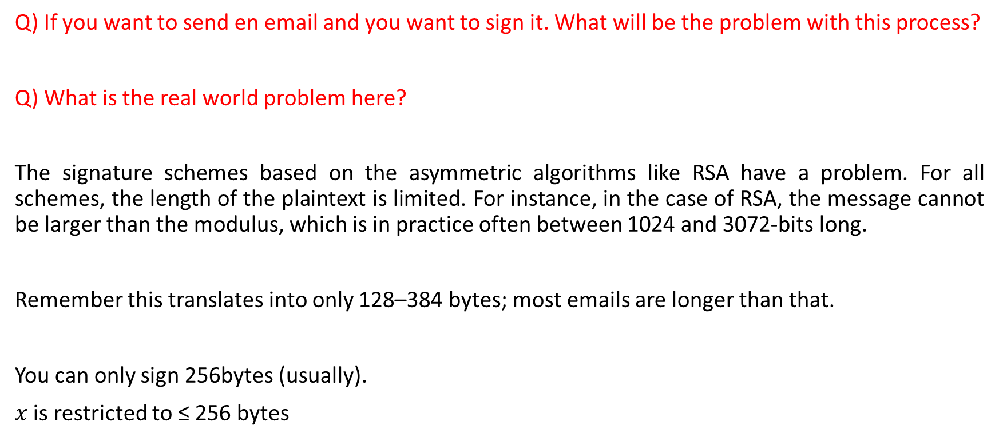 Q) If you want to send en email and you want to sign it. What will be the problem with this process?
Q) What is the real world problem here?
The signature schemes based on the asymmetric algorithms like RSA have a problem. For all
schemes, the length of the plaintext is limited. For instance, in the case of RSA, the message cannot
be larger than the modulus, which is in practice often between 1024 and 3072-bits long.
Remember this translates into only 128–384 bytes; most emails are longer than that.
You can only sign 256bytes (usually).
x is restricted to ≤ 256 bytes